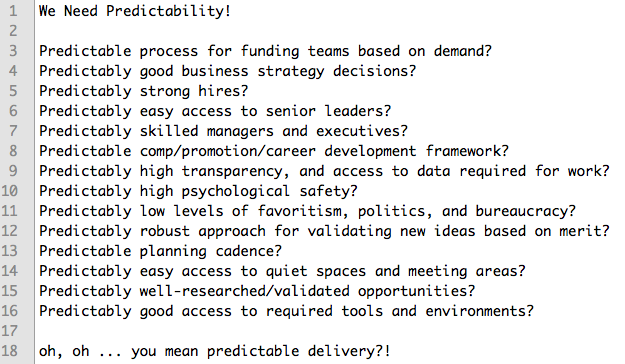 1 We Need Predictability!
2
3 Predictable process for funding teams based on demand?
4 Predictably good business strategy decisions?
5 Predictably strong hires?
6 Predictably easy access to senior leaders?
7 Predictably skilled managers and executives?
8 Predictable comp/promotion/career development framework?
9 Predictably high transparency, and access to data required for work?
10 Predictably high psychological safety?
11 Predictably low levels of favoritism, politics, and bureaucracy?
12 Predictably robust approach for validating new ideas based on merit?
13 Predictable planning cadence?
14 Predictably easy access to quiet spaces and meeting areas?
15 Predictably well-researched/validated opportunities?
16 Predictably good access to required tools and environments?
17
18 oh, oh ... you mean predictable delivery?!